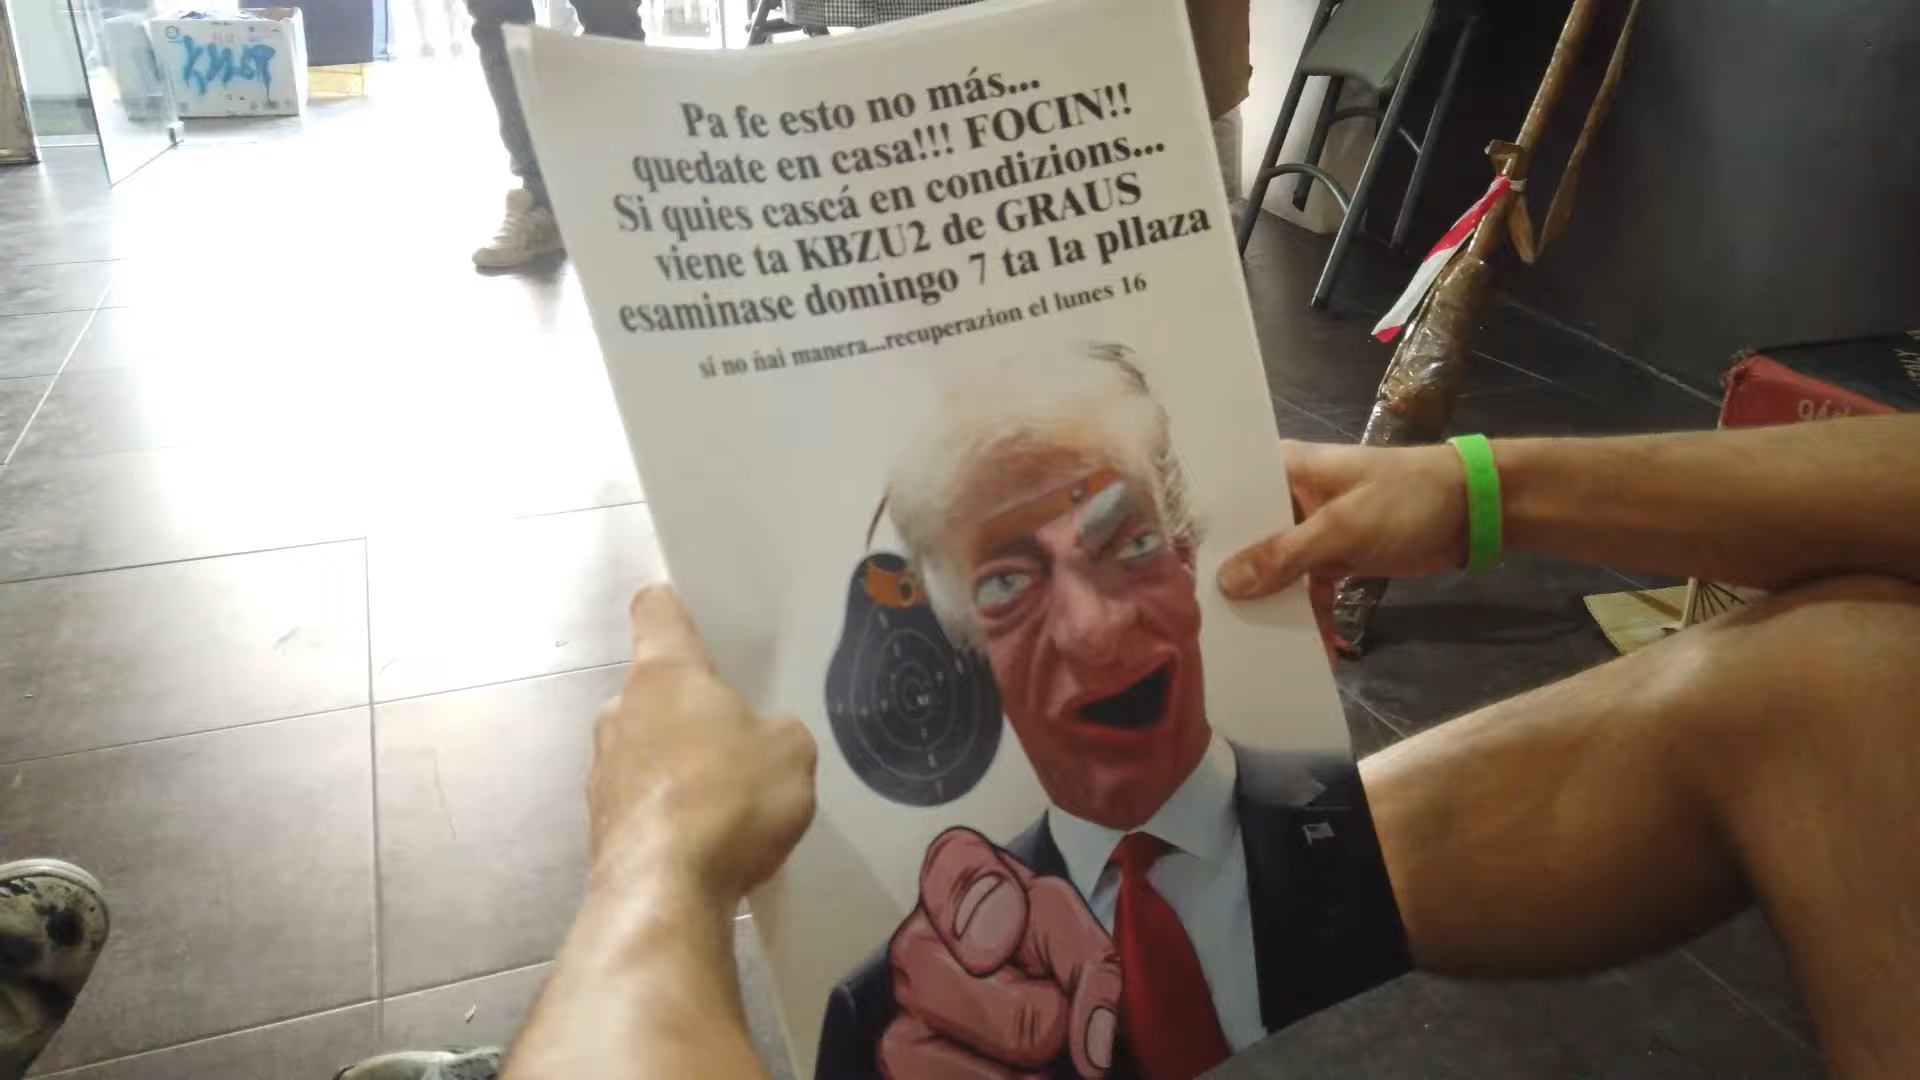 KYLOR
Pa fe esto no más...
quedate en casa!!! FOCIN!!
Si quies cascá en condizions...
viene ta KBZU2 de GRAUS
esaminase domingo 7 ta la pllaza
si no ñai manera...recuperazion el lunes 16